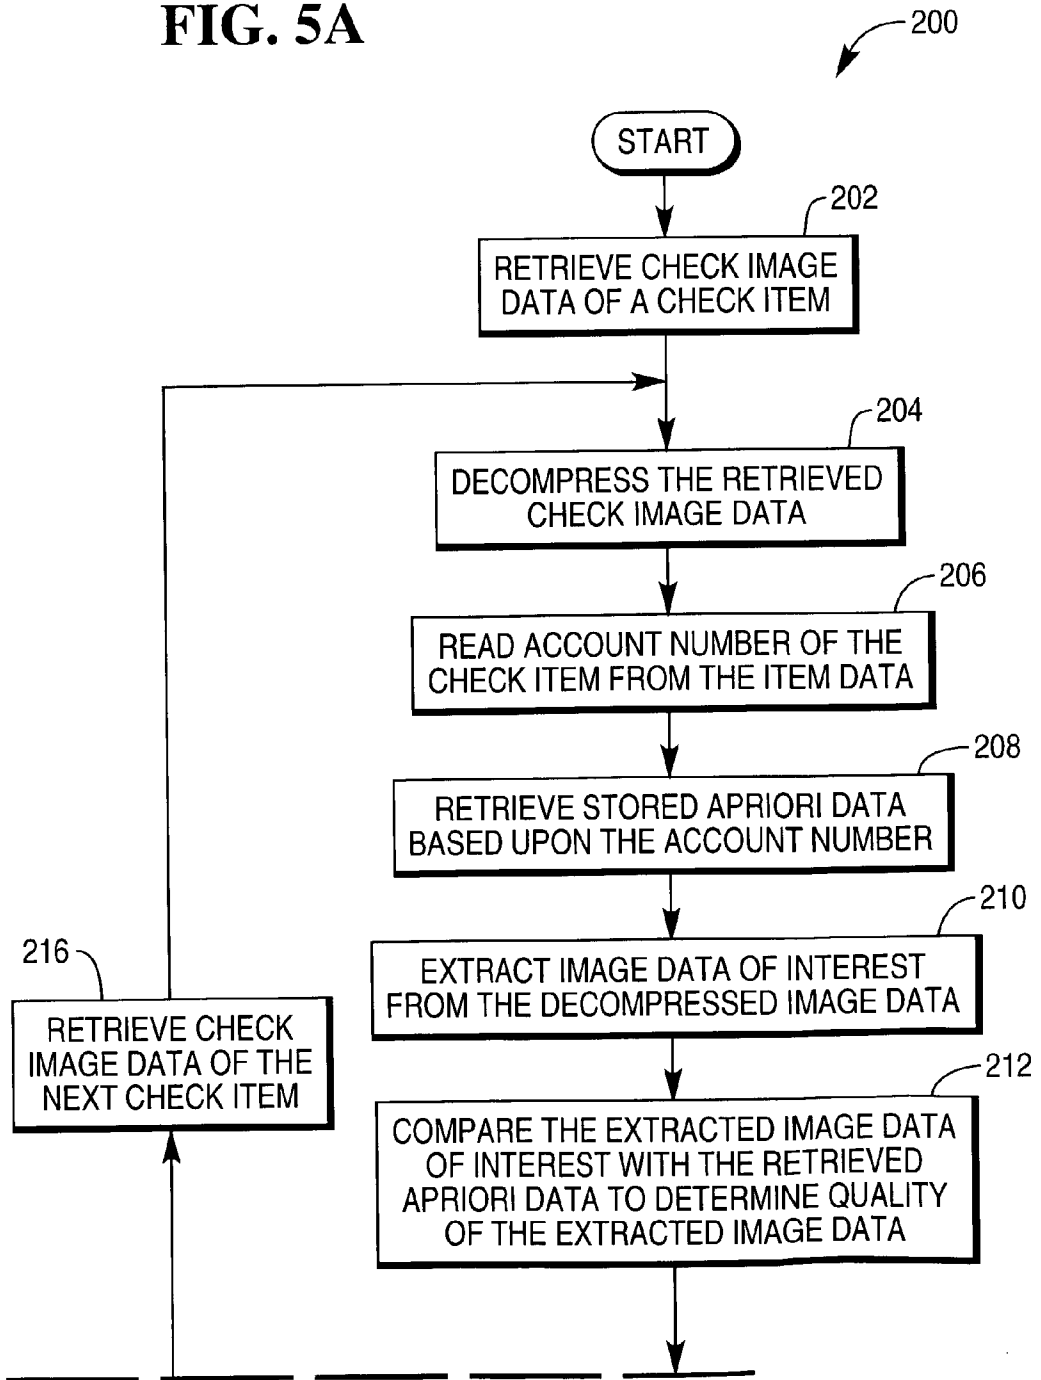 FIG. 5A
200
START
202
RETRIEVE CHECK IMAGE
DATA OF A CHECK ITEM
204
DECOMPRESS THE RETRIEVED
CHECK IMAGE DATA
206
READ ACCOUNT NUMBER OF THE
CHECK ITEM FROM THE ITEM DATA
208
RETRIEVE STORED APRIORI DATA
BASED UPON THE ACCOUNT NUMBER
210
EXTRACT IMAGE DATA OF INTEREST
FROM THE DECOMPRESSED IMAGE DATA
216
RETRIEVE CHECK
IMAGE DATA OF THE
NEXT CHECK ITEM
212
COMPARE THE EXTRACTED IMAGE DATA
OF INTEREST WITH THE RETRIEVED
APRIORI DATA TO DETERMINE QUALITY
OF THE EXTRACTED IMAGE DATA